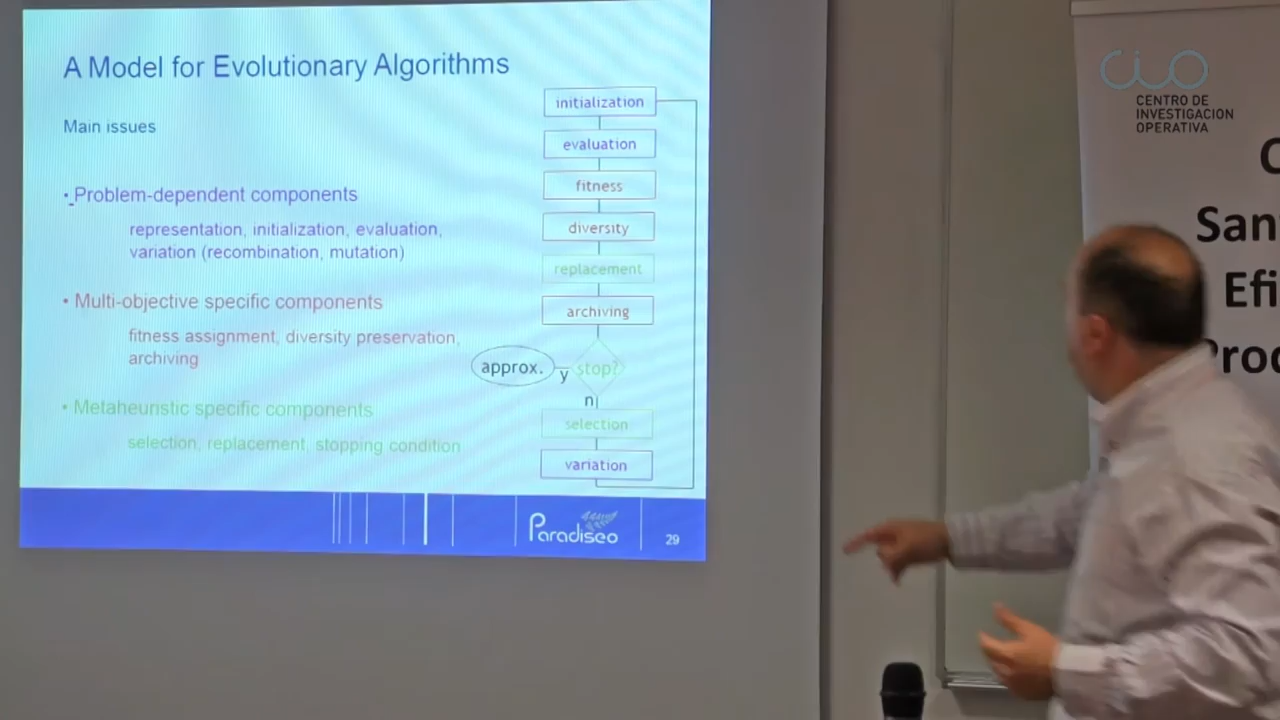 A Model for Evolutionary Algorithms
Main issues
• Problem-dependent components
representation, initialization, evaluation,
variation (recombination, mutation)
• Multi-objective specific components
fitness assignment, diversity preservation,
archiving
• Metaheuristic specific components
selection, replacement, stopping condition
initialization
evaluation
fitness
diversity
replacement
archiving
approx.
y
stop?
n
selection
variation
Paradiseo
29
CIO
CENTRO DE
INVESTIGACION
OPERATIVA
San
Efi